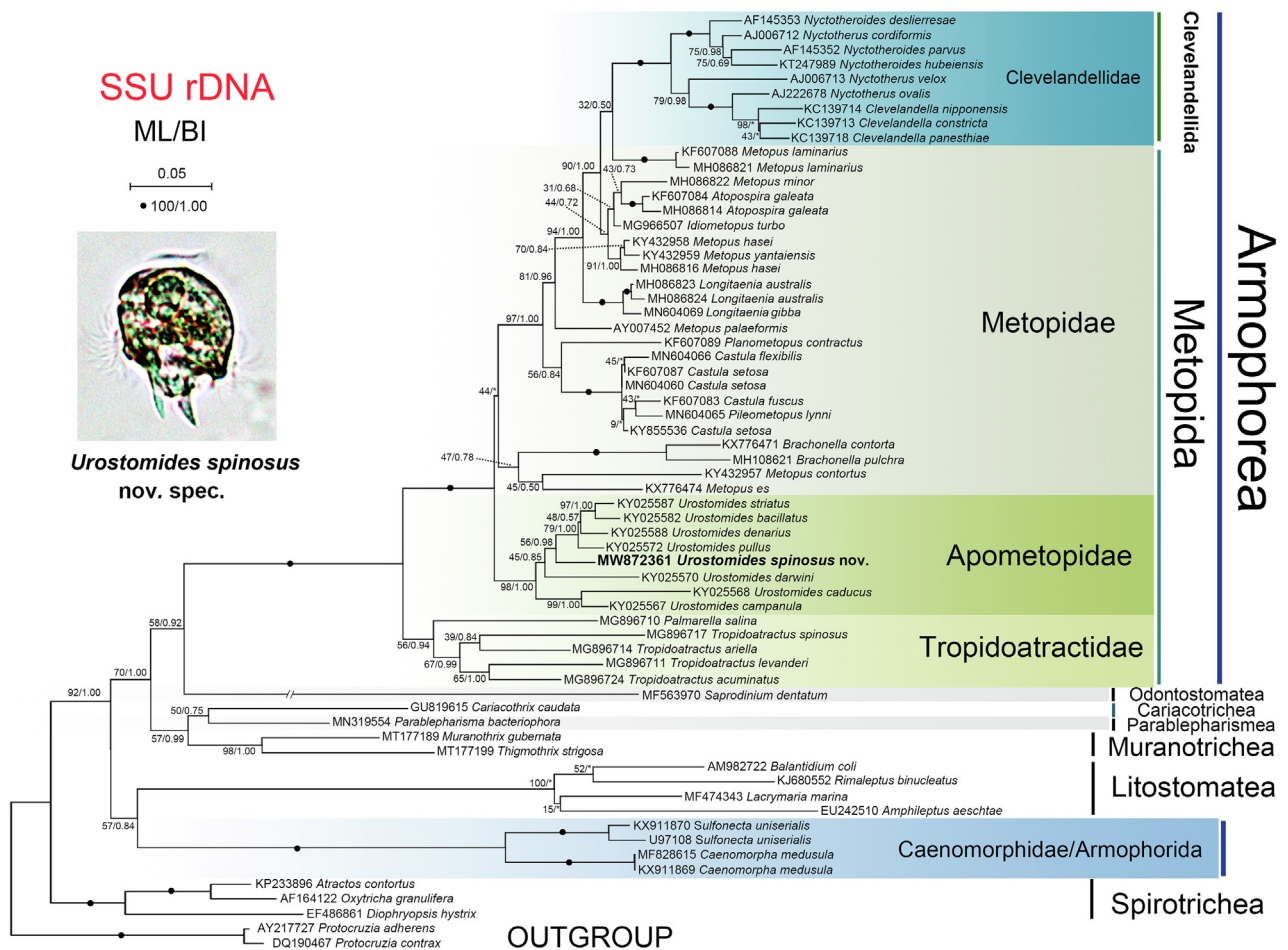 SSU rDNA
ML/BI
0.05
100/1.00
Urostomides spinosus
nov. spec.
AF145353 Nyctotheroides deslierresae
AJ006712 Nyctotherus cordiformis
75/0.98
AF145352 Nyctotheroides parvus
75/0.69
KT247989 Nyctotheroides hubeiensis
AJ006713 Nyctotherus velox
79/0.98
AJ222678 Nyctotherus ovalis
KC139714 Clevelandella nipponensis
98/*
KC139713 Clevelandella constricta
43/*
KC139718 Clevelandella panesthiae
Clevelandellidae
Clevelandellida
32/0.50
KF607088 Metopus laminarius
MH086821 Metopus laminarius
90/1.00
43/0.73
MH086822 Metopus minor
31/0.68
KF607084 Atopospira galeata
44/0.72
MH086814 Atopospira galeata
MG966507 Idiometopus turbo
94/1.00
KY432958 Metopus hasei
70/0.84
KY432959 Metopus yantaiensis
91/1.00
MH086816 Metopus hasei
81/0.96
MH086823 Longitaenia australis
MH086824 Longitaenia australis
MN604069 Longitaenia gibba
97/1.00
AY007452 Metopus palaeformis
KF607089 Planometopus contractus
MN604066 Castula flexibilis
45/*
KF607087 Castula setosa
56/0.84
MN604060 Castula setosa
43/*
KF607083 Castula fuscus
MN604065 Pileometopus lynni
9/*
KY855536 Castula setosa
44/*
KX776471 Brachonella contorta
47/0.78
MH108621 Brachonella pulchra
KY432957 Metopus contortus
45/0.50
KX776474 Metopus es
Metopidae
Metopida
Armophorea
97/1.00
KY025587 Urostomides striatus
48/0.57
KY025582 Urostomides bacillatus
79/1.00
KY025588 Urostomides denarius
56/0.98
KY025572 Urostomides pullus
45/0.85
MW872361 Urostomides spinosus nov.
KY025570 Urostomides darwini
98/1.00
KY025568 Urostomides caducus
99/1.00
KY025567 Urostomides campanula
Apometopidae
MG896710 Palmarella salina
39/0.84
MG896717 Tropidoatractus spinosus
56/0.94
MG896714 Tropidoatractus ariella
67/0.99
MG896711 Tropidoatractus levanderi
65/1.00
MG896724 Tropidoatractus acuminatus
Tropidoatractidae
58/0.92
70/1.00
92/1.00
MF563970 Saprodinium dentatum
Odontostomatea
50/0.75
GU819615 Cariacothrix caudata
Cariacotrichea
MN319554 Parablepharisma bacteriophora
Parablepharismea
57/0.99
MT177189 Muranothrix gubernata
98/1.00
MT177199 Thigmothrix strigosa
Muranotrichea
52/*
AM982722 Balantidium coli
100/*
KJ680552 Rimaleptus binucleatus
MF474343 Lacrymaria marina
15/*
EU242510 Amphileptus aeschtae
Litostomatea
57/0.84
KX911870 Sulfonecta uniserialis
U97108 Sulfonecta uniserialis
MF828615 Caenomorpha medusula
KX911869 Caenomorpha medusula
Caenomorphidae/Armophorida
KP233896 Atractos contortus
AF164122 Oxytricha granulifera
EF486861 Diophryopsis hystrix
Spirotrichea
AY217727 Protocruzia adherens
DQ190467 Protocruzia contrax
OUTGROUP